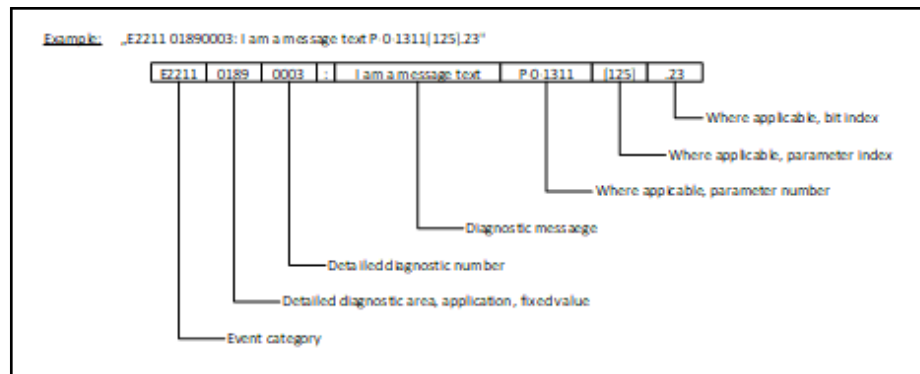 Example: „E2211 01890003: I am a message text P-0-1311[125].23"
E2211 0189 0003 : I am a message text P-0-1311 [125] .23
Where applicable, bit index
Where applicable, parameter index
Where appicable, parameter number
Diagnostic messaege
Detailed diagnostic number
Detailed diagnostic area, application, fixed value
Event category